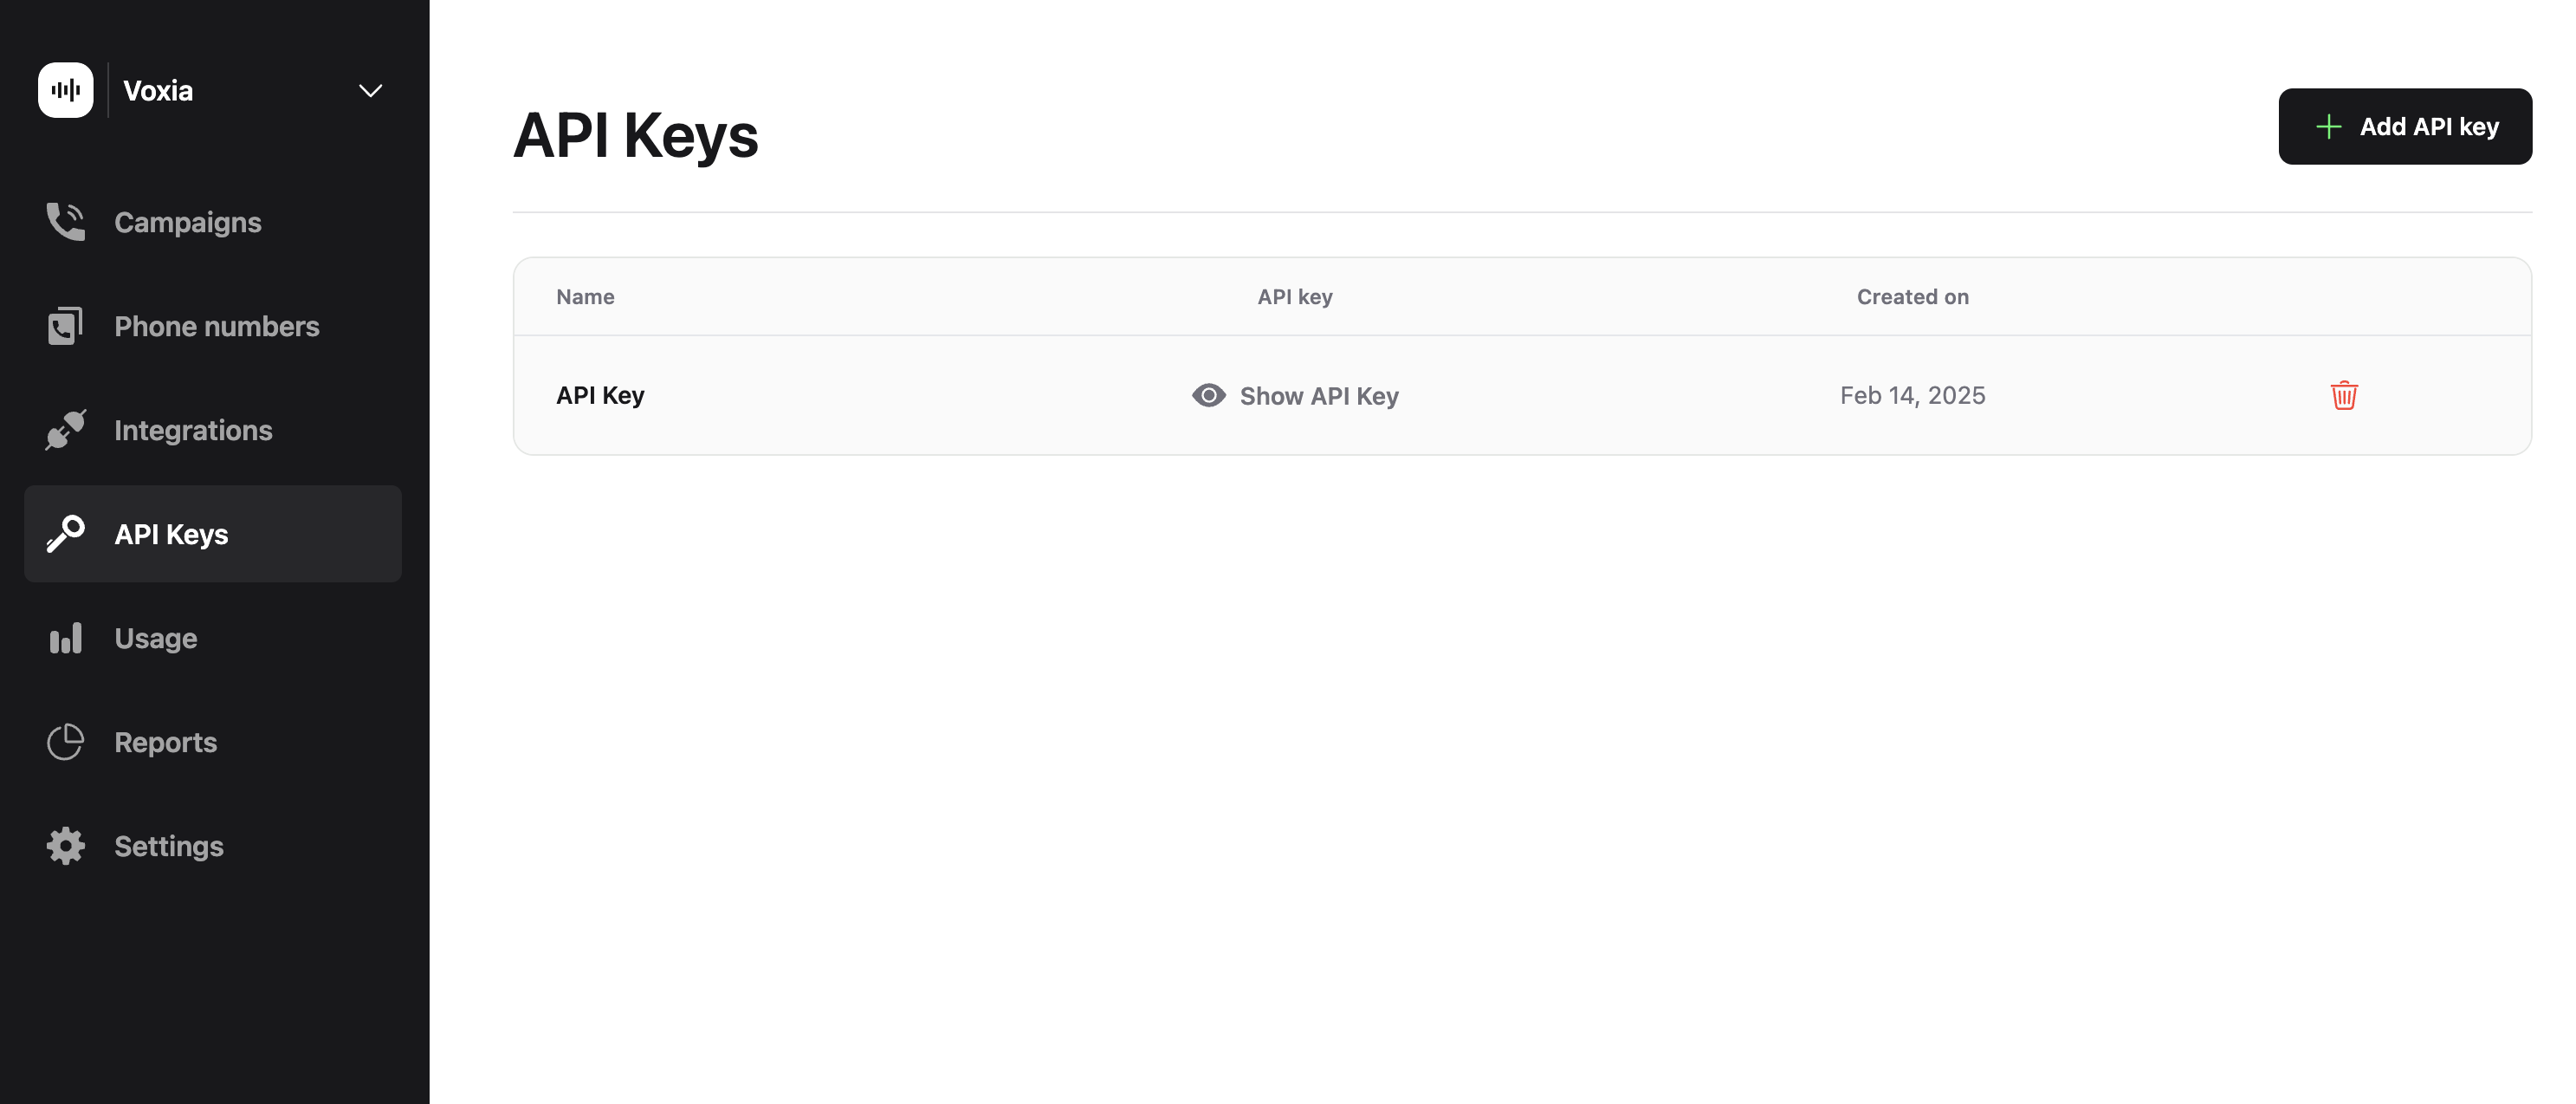 Voxia
Campaigns
Phone numbers
Integrations
API Keys
Usage
Reports
Settings
API Keys
Add API key
Name API key Created on
API Key Show API Key Feb 14, 2025